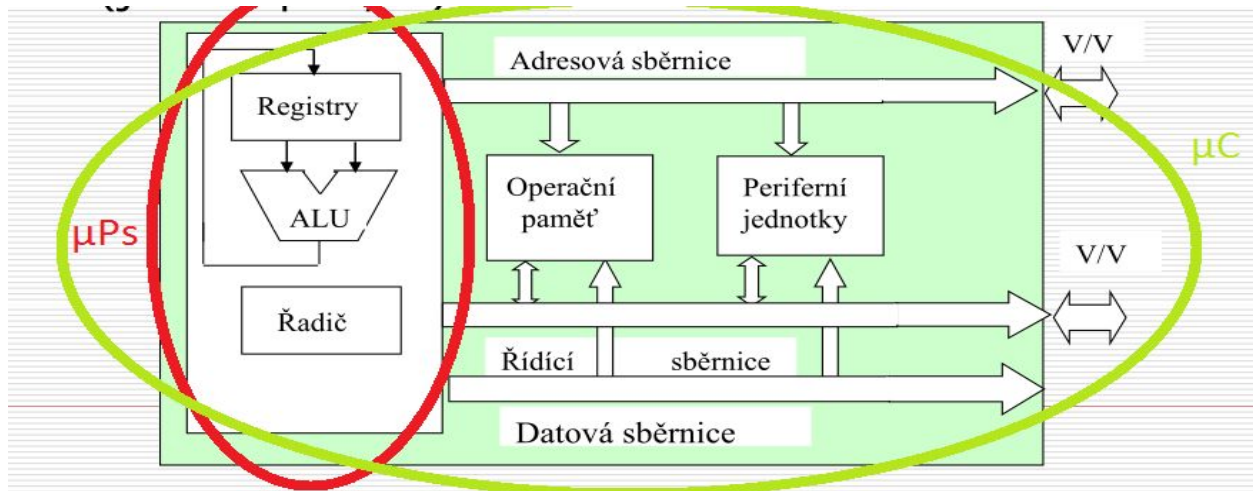 Adresová sběrnice
V/V
Registry
Operační
paměť
Periferní
jednotky
µC
ALU
µPs
V/V
Řadič
Řídící sběrnice
Datová sběrnice